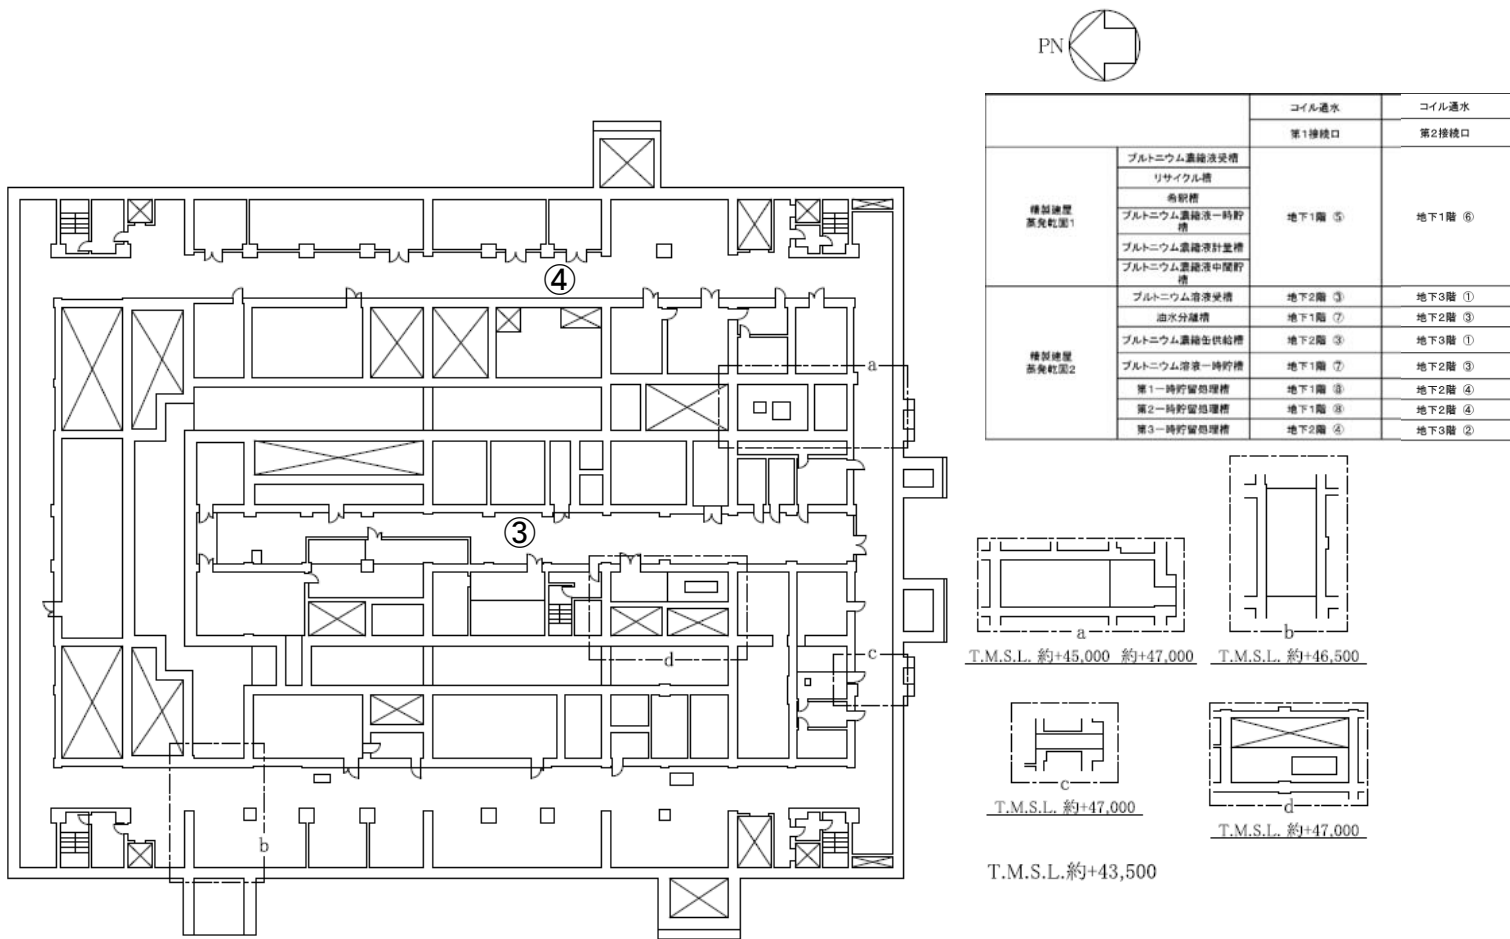 PN
コイル通水 コイル通水
第1接続口 第2接続口
精製建屋
蒸発乾固1
プルトニウム濃縮液受槽
リサイクル槽
希釈槽
プルトニウム濃縮液一時貯
槽
プルトニウム濃縮液計量槽
プルトニウム濃縮液中間貯
槽
地下1階 ⑤ 地下1階 ⑥
精製建屋
蒸発乾固2
プルトニウム溶液受槽 地下2階 ③ 地下3階 ①
油水分離槽 地下1階 ⑦ 地下2階 ③
プルトニウム濃縮缶供給槽 地下2階 ③ 地下3階 ①
プルトニウム溶液一時貯槽 地下1階 ⑦ 地下2階 ③
第1一時貯留処理槽 地下1階 ⑧ 地下2階 ④
第2一時貯留処理槽 地下1階 ⑧ 地下2階 ④
第3一時貯留処理槽 地下2階 ④ 地下3階 ②
④
a
③
d
c
b
a
T.M.S.L. 約+45,000 約+47,000
b
T.M.S.L. 約+46,500
c
T.M.S.L. 約+47,000
d
T.M.S.L. 約+47,000
T.M.S.L.約+43,500